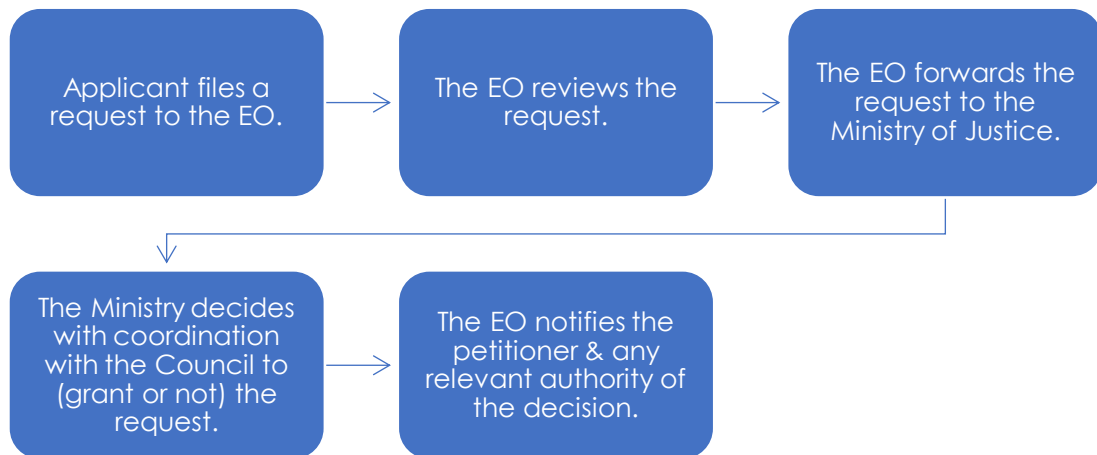 Applicant files a
request to the EO.
The EO reviews the
request.
The EO forwards the
request to the
Ministry of Justice.
The Ministry decides
with coordination
with the Council to
(grant or not) the
request.
The EO notifies the
petitioner & any
relevant authority of
the decision.